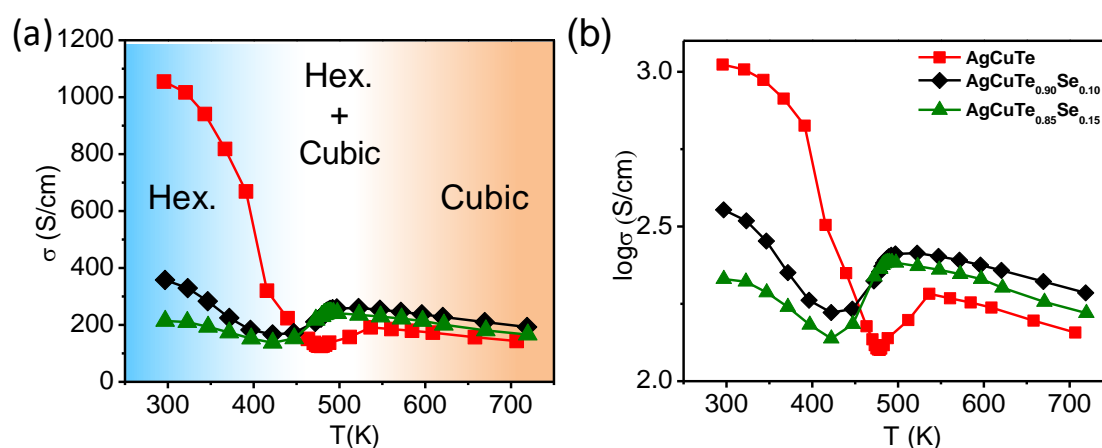 (a)
1200
1000
800
600
400
200
0
σ (S/cm)
Hex.
Hex.
+
Cubic
Cubic
300 400 500 600 700
T(K)
(b)
3.0
2.5
2.0
logσ (S/cm)
AgCuTe
AgCuTe0.90Se0.10
AgCuTe0.85Se0.15
300 400 500 600 700
T (K)